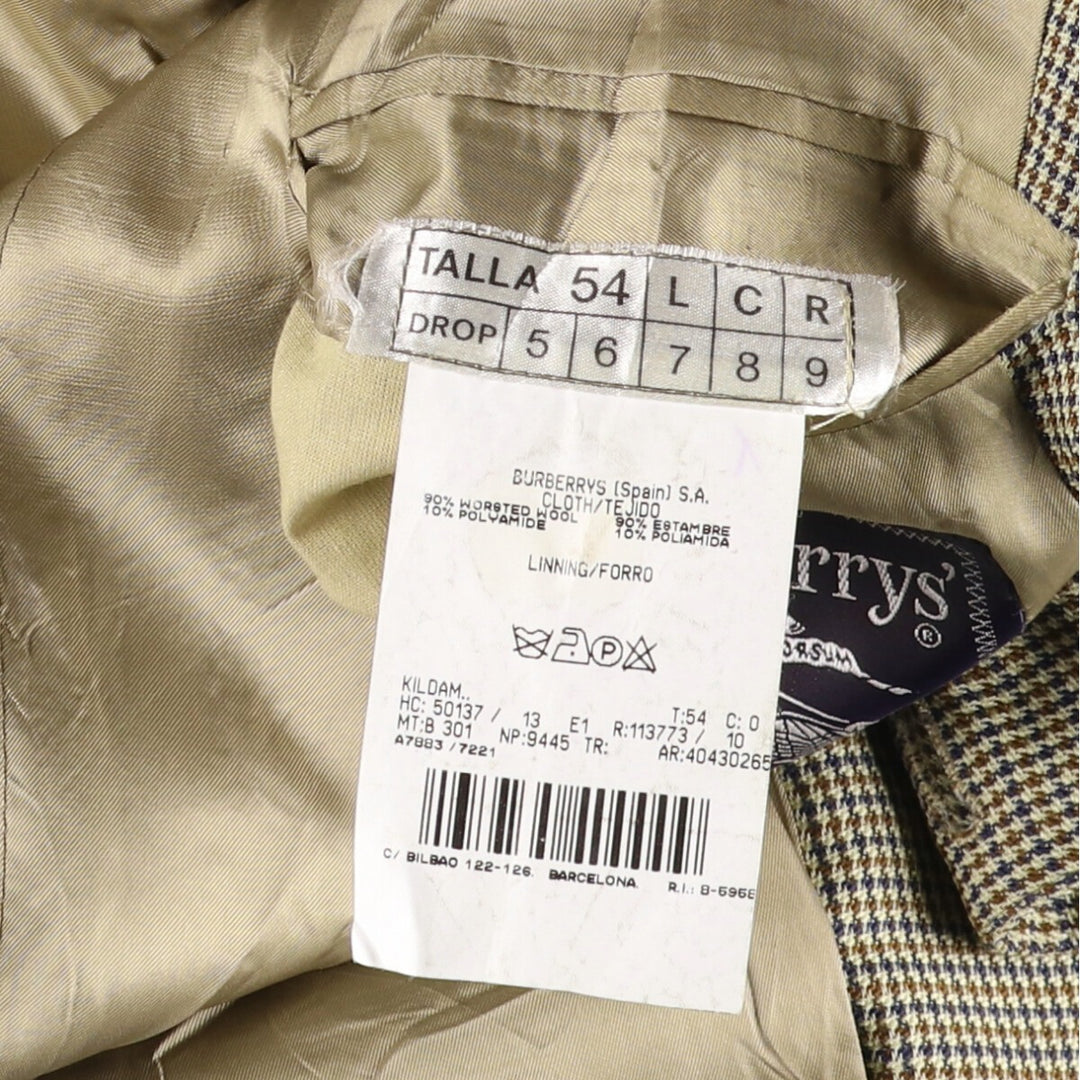 TALLA 54 L C R
DROP 5 6 7 8 9
BURBERRYS (Spain) S.A.
CLOTH/TEJIDO
90% WORSTED WOOL 90% ESTAMBRE
10% POLYAMIDE 10% POLIAMIDA
LINNING/FORRO
P
KILDAM..
HC: 50137 / 13 E1 R:113773 / T:54 C: 0
MT:B 301 NP:9445 TR: AR:40430265 10
A7883 /7221
C/ BILBAO 122-126. BARCELONA. R.I.: B-5958
rrys
®
ORSUM